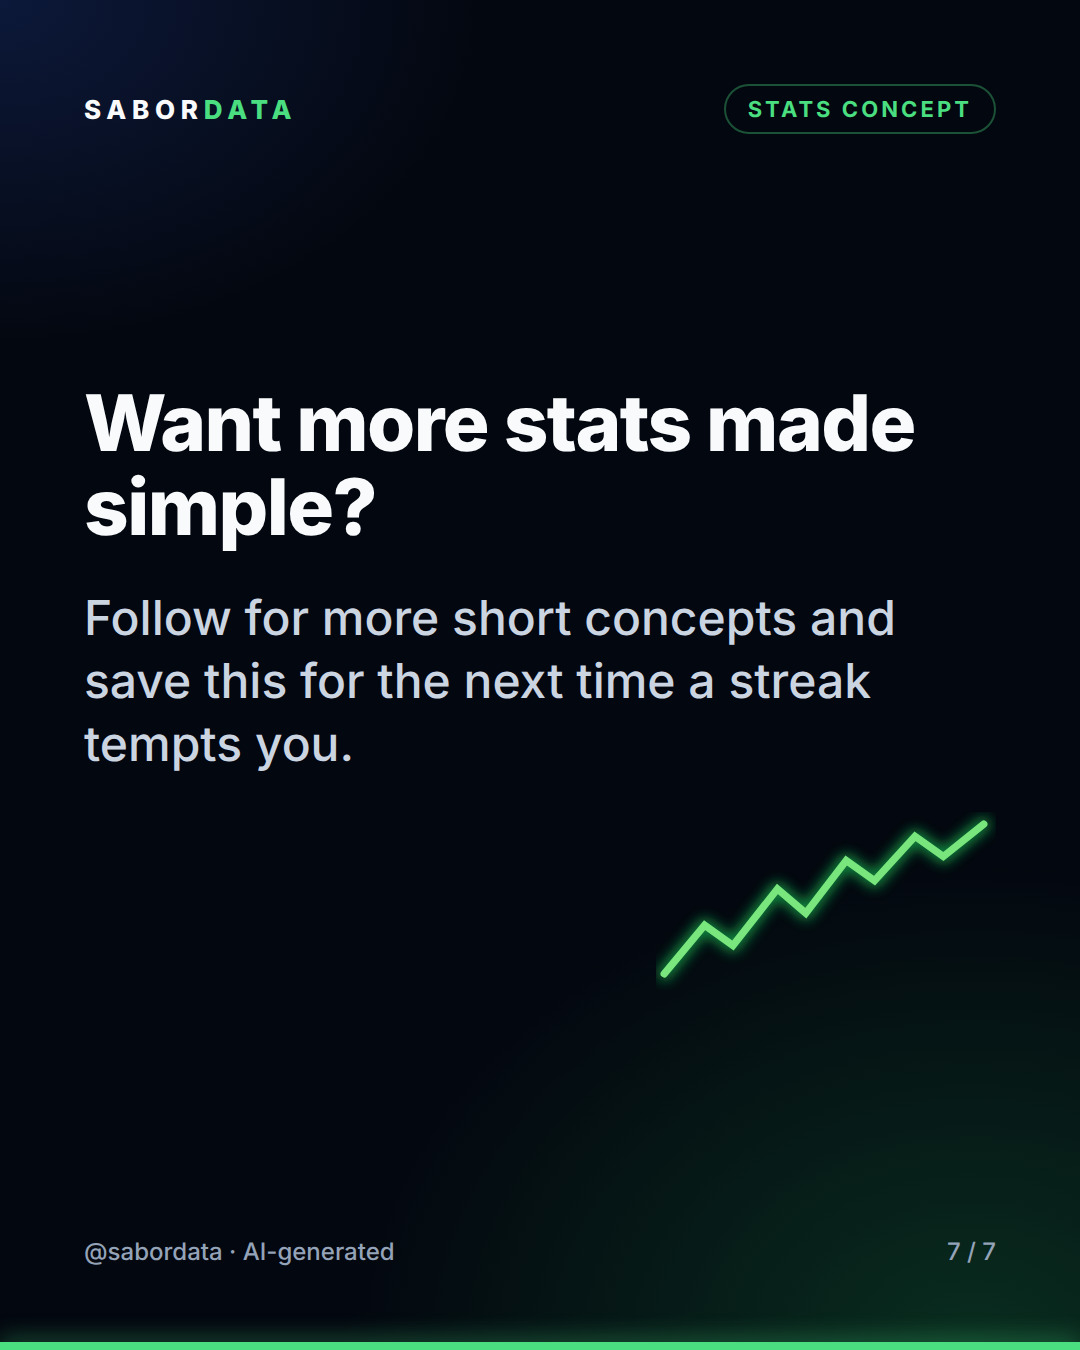 SABORDATA
STATS CONCEPT
Want more stats made
simple?
Follow for more short concepts and
save this for the next time a streak
tempts you.
@sabordata · AI-generated
7 / 7